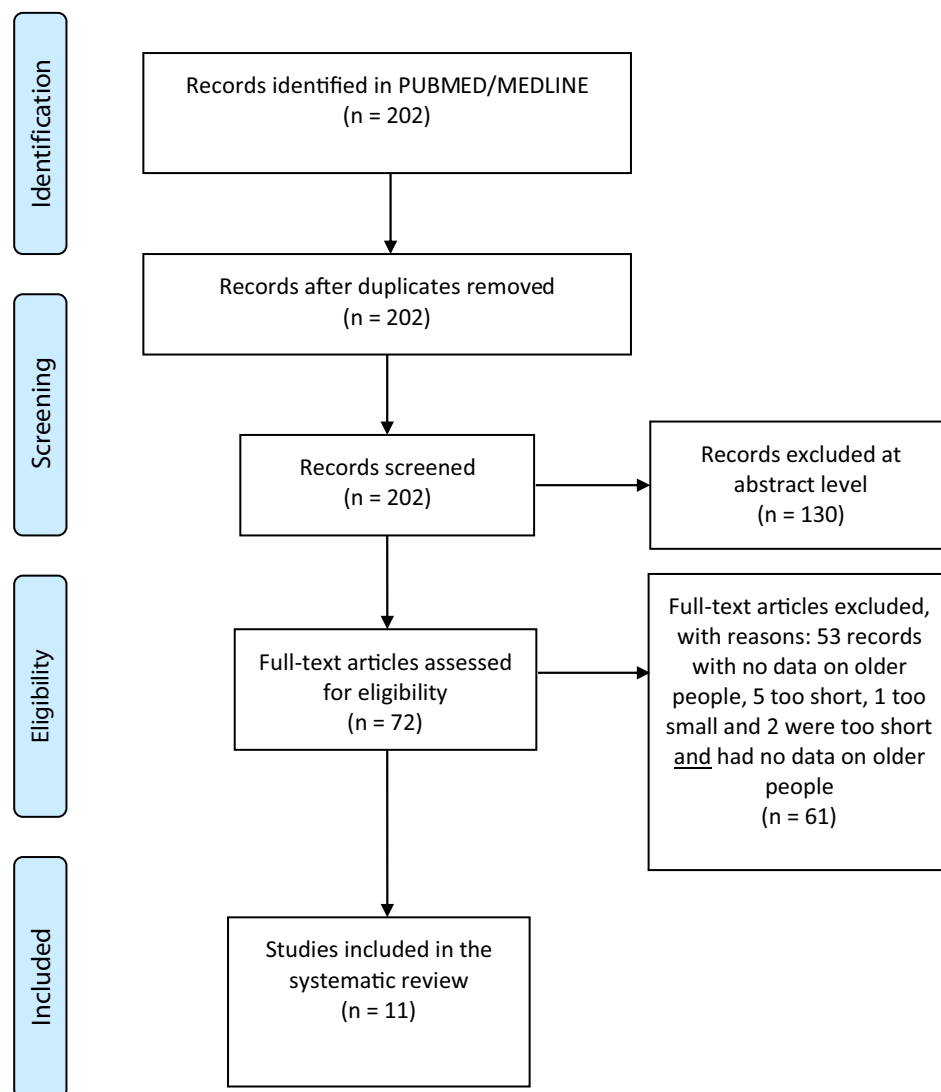 Identification
Records identified in PUBMED/MEDLINE
(n = 202)
Records after duplicates removed
(n = 202)
Screening
Records screened
(n = 202)
Records excluded at
abstract level
(n = 130)
Eligibility
Full-text articles assessed
for eligibility
(n = 72)
Full-text articles excluded,
with reasons: 53 records
with no data on older
people, 5 too short, 1 too
small and 2 were too short
and had no data on older
people
(n = 61)
Included
Studies included in the
systematic review
(n = 11)